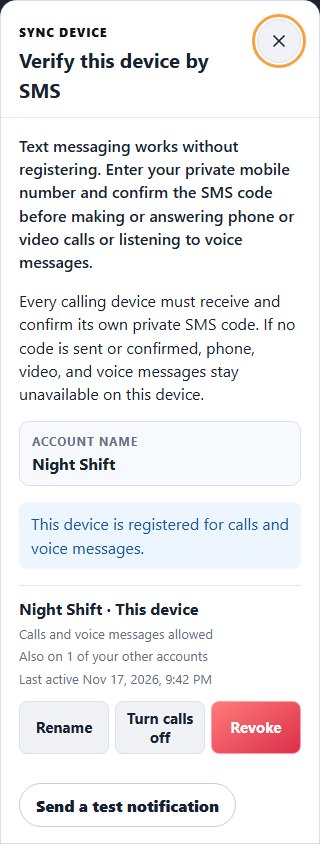 SYNC DEVICE
Verify this device by
SMS
Text messaging works without
registering. Enter your private mobile
number and confirm the SMS code
before making or answering phone or
video calls or listening to voice
messages.
Every calling device must receive and
confirm its own private SMS code. If no
code is sent or confirmed, phone,
video, and voice messages stay
unavailable on this device.
ACCOUNT NAME
Night Shift
This device is registered for calls and
voice messages.
Night Shift · This device
Calls and voice messages allowed
Also on 1 of your other accounts
Last active Nov 17, 2026, 9:42 PM
Rename
Turn calls
off
Revoke
Send a test notification